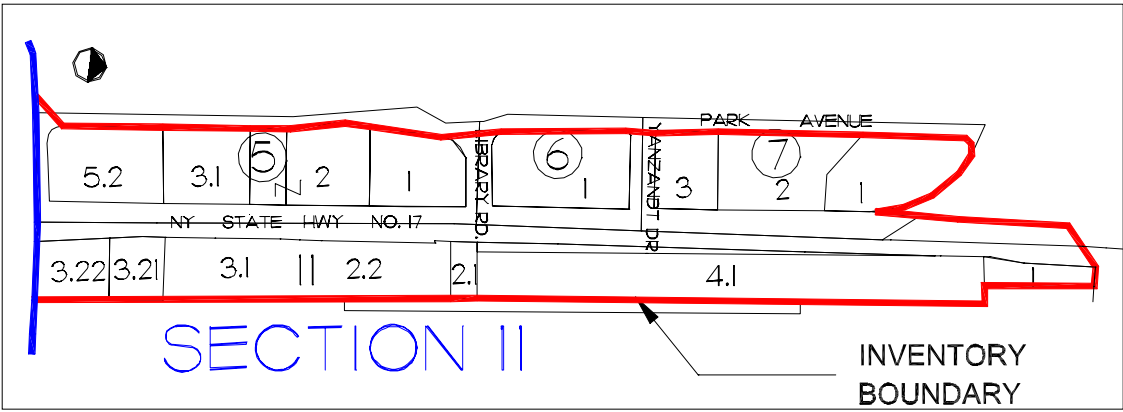 PARK AVENUE
5
6
7
5.2 3.1 2 1
1
3 2 1
LIBRARY RD.
VANZANDT DR
NY STATE HWY NO. 17
3.22 3.21 3.1 11 2.2 2.1 4.1 1
SECTION II
INVENTORY
BOUNDARY